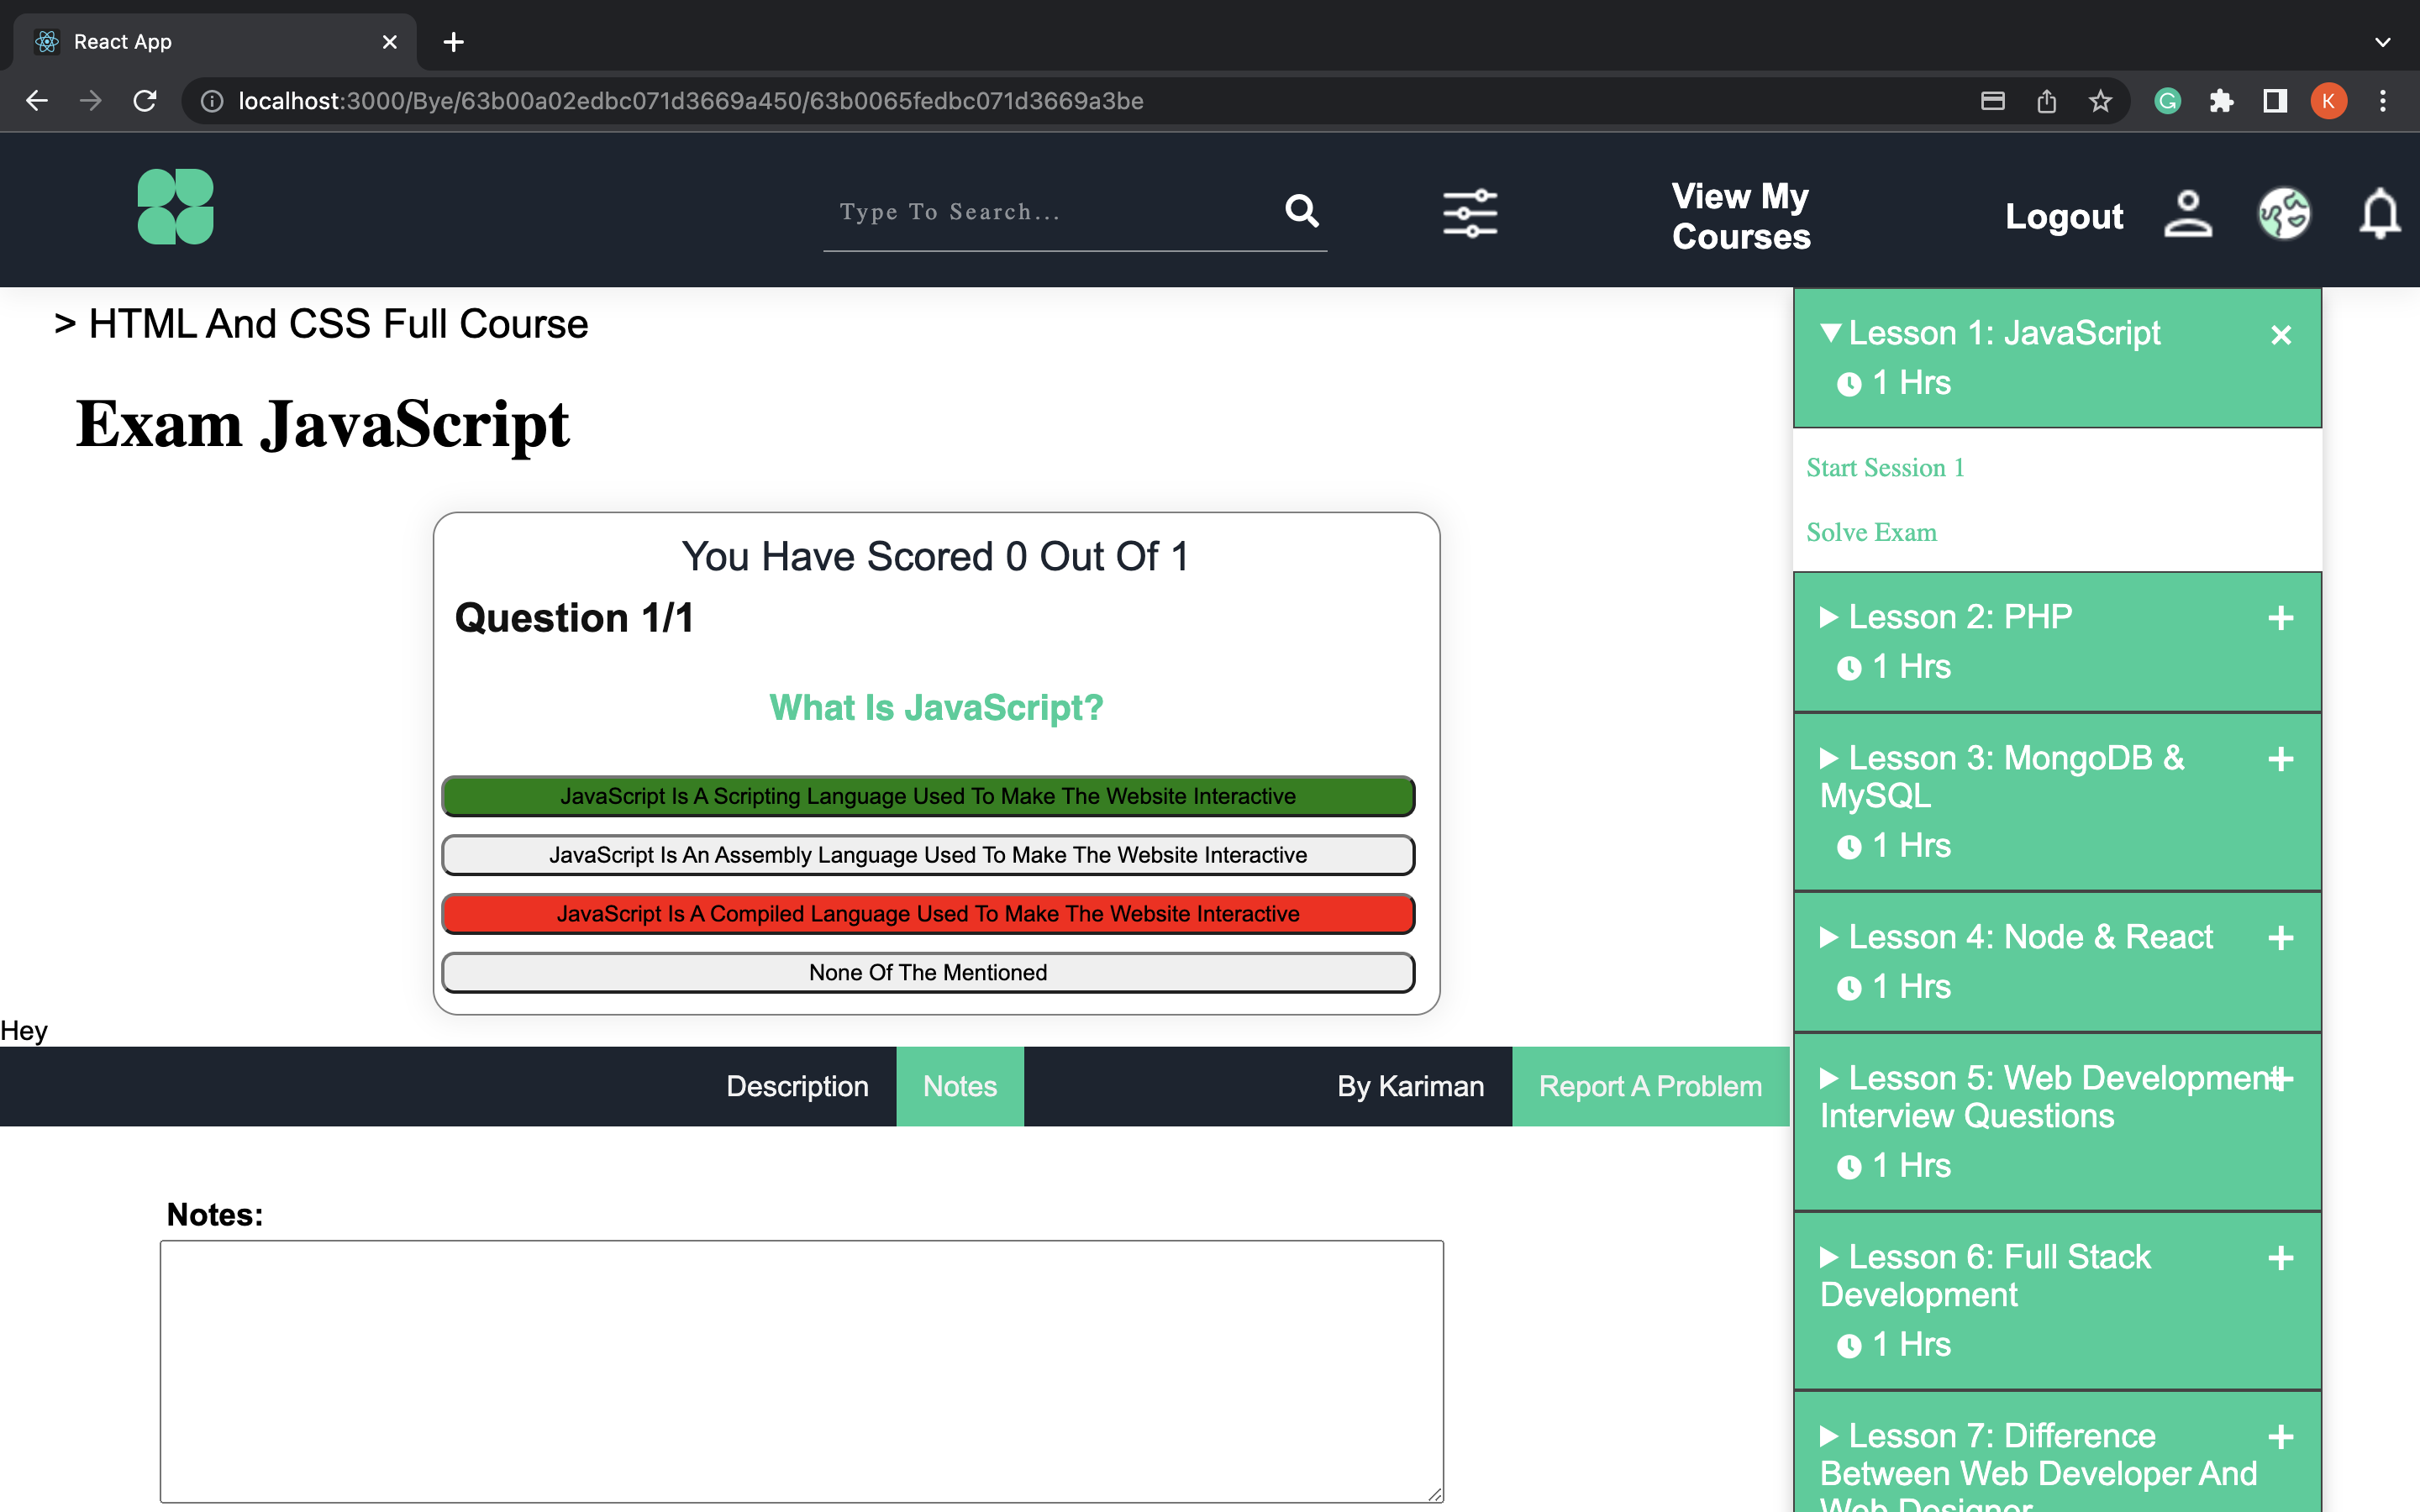 React App
localhost:3000/Bye/63b00a02edbc071d3669a450/63b0065fedbc071d3669a3be
K
Type To Search...
View My
Courses
Logout
> HTML And CSS Full Course
Exam JavaScript
You Have Scored 0 Out Of 1
Question 1/1
What Is JavaScript?
JavaScript Is A Scripting Language Used To Make The Website Interactive
JavaScript Is An Assembly Language Used To Make The Website Interactive
JavaScript Is A Compiled Language Used To Make The Website Interactive
None Of The Mentioned
Hey
Description
Notes
By Kariman
Report A Problem
Notes:
Lesson 1: JavaScript
1 Hrs
Start Session 1
Solve Exam
Lesson 2: PHP
1 Hrs
Lesson 3: MongoDB &
MySQL
1 Hrs
Lesson 4: Node & React
1 Hrs
Lesson 5: Web Development
Interview Questions
1 Hrs
Lesson 6: Full Stack
Development
1 Hrs
Lesson 7: Difference
Between Web Developer And
Web Designer